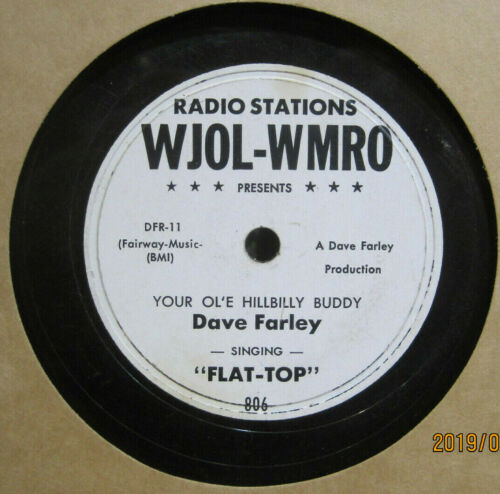 RADIO STATIONS
WJOL-WMRO
★ ★ ★ PRESENTS ★ ★ ★
DFR-11
(Fairway-Music-
(BMI)
A Dave Farley
Production
YOUR OL'E HILLBILLY BUDDY
Dave Farley
— SINGING —
"FLAT-TOP"
806
2019/0